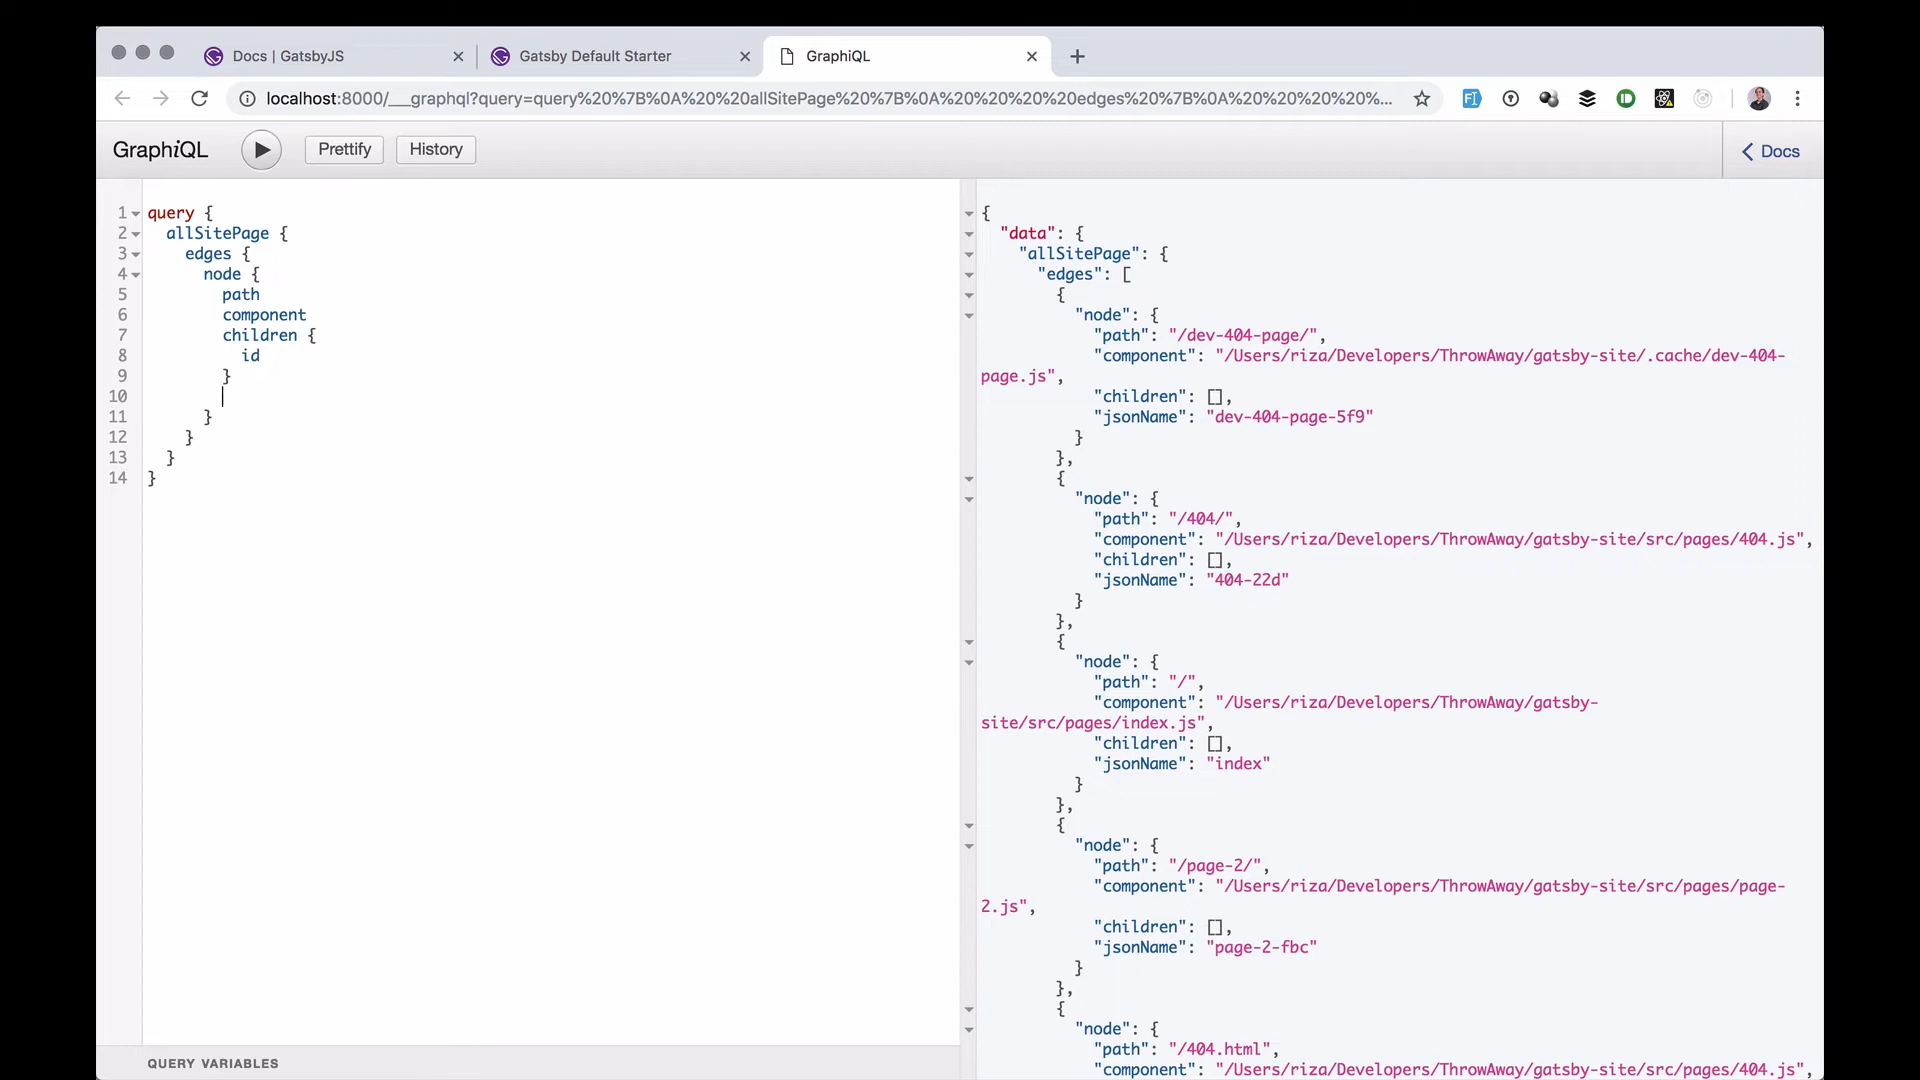 Docs | GatsbyJS
Gatsby Default Starter
GraphiQL
localhost:8000/___graphql?query=query%20%7B%0A%20%20allSitePage%20%7B%0A%20%20%20%20edges%20%7B%0A%20%20%20%20%20%...
GraphiQL
Prettify
History
Docs
1 query {
2 allSitePage {
3 edges {
4 node {
5 path
6 component
7 children {
8 id
9 }
10
11 }
12 }
13 }
14 }
QUERY VARIABLES
{
"data": {
"allSitePage": {
"edges": [
{
"node": {
"path": "/dev-404-page/",
"component": "/Users/riza/Developers/ThrowAway/gatsby-site/.cache/dev-404-
page.js",
"children": [],
"jsonName": "dev-404-page-5f9"
}
},
{
"node": {
"path": "/404/",
"component": "/Users/riza/Developers/ThrowAway/gatsby-site/src/pages/404.js",
"children": [],
"jsonName": "404-22d"
}
},
{
"node": {
"path": "/",
"component": "/Users/riza/Developers/ThrowAway/gatsby-
site/src/pages/index.js",
"children": [],
"jsonName": "index"
}
},
{
"node": {
"path": "/page-2/",
"component": "/Users/riza/Developers/ThrowAway/gatsby-site/src/pages/page-
2.js",
"children": [],
"jsonName": "page-2-fbc"
}
},
{
"node": {
"path": "/404.html",
"component": "/Users/riza/Developers/ThrowAway/gatsby-site/src/pages/404.js",